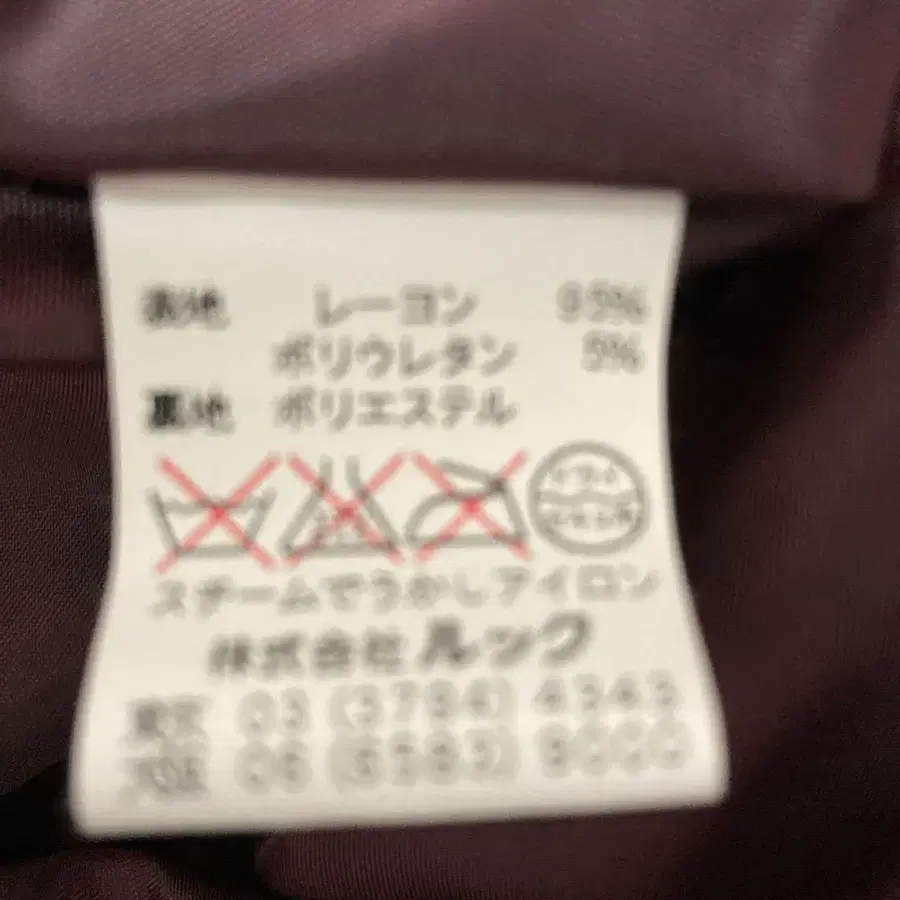 表地 レーヨン 95%
ポリウレタン 5%
裏地 ポリエステル
スチームでうかしアイロン
株式会社 ルック
東京 03 (3794)
大阪 06 9000